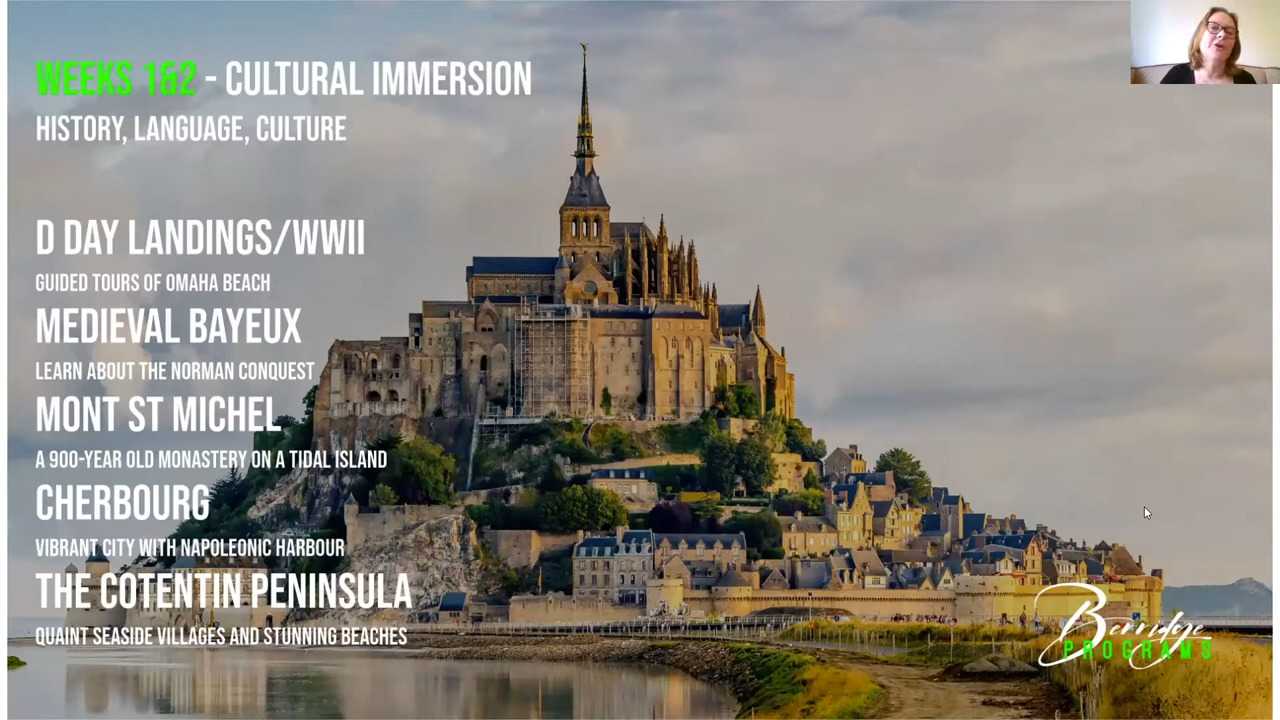 WEEKS 1&2 - CULTURAL IMMERSION
HISTORY, LANGUAGE, CULTURE
D DAY LANDINGS/WWII
GUIDED TOURS OF OMAHA BEACH
MEDIEVAL BAYEUX
LEARN ABOUT THE NORMAN CONQUEST
MONT ST MICHEL
A 900-YEAR OLD MONASTERY ON A TIDAL ISLAND
CHERBOURG
VIBRANT CITY WITH NAPOLEONIC HARBOUR
THE COTENTIN PENINSULA
QUAINT SEASIDE VILLAGES AND STUNNING BEACHES
Berridge
PROGRAMS